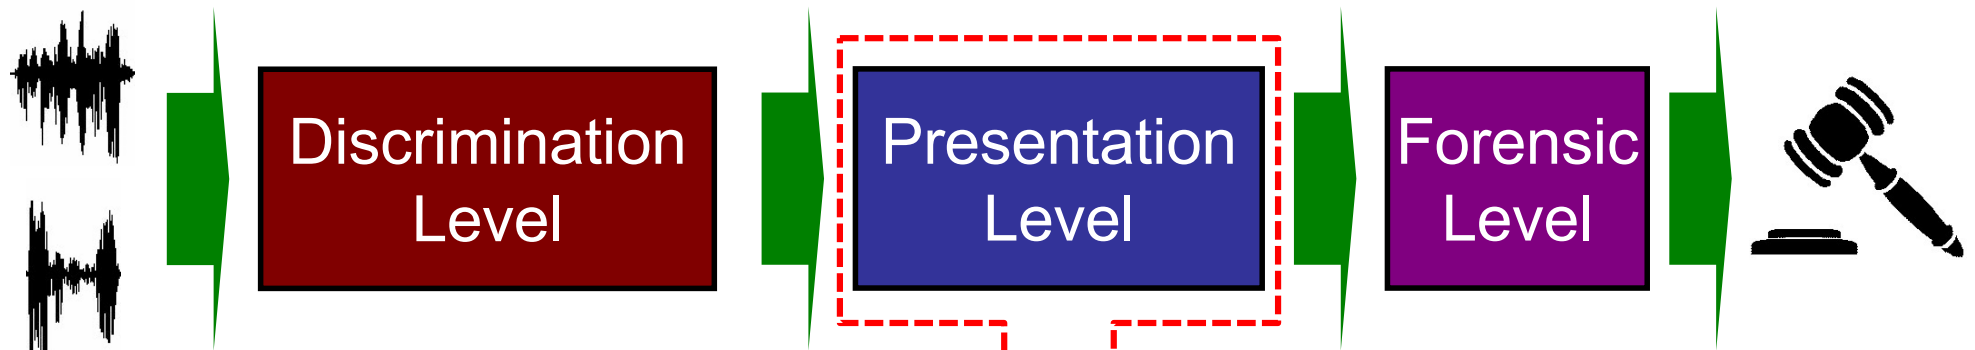 Discrimination
Level
Presentation
Level
Forensic
Level